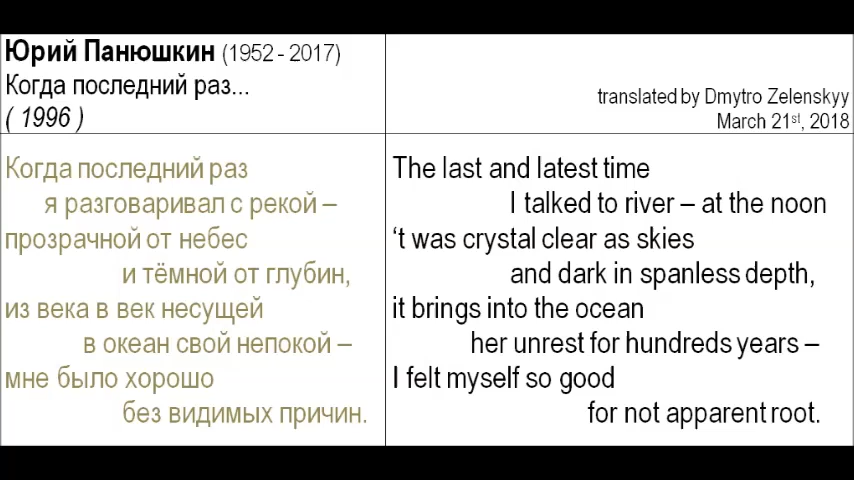 Юрий Панюшкин (1952 - 2017)
Когда последний раз...
( 1996 )
translated by Dmytro Zelenskyy
March 21st, 2018
Когда последний раз
я разговаривал с рекой –
прозрачной от небес
и тёмной от глубин,
из века в век несущей
в океан свой непокой –
мне было хорошо
без видимых причин.
The last and latest time
I talked to river – at the noon
‘t was crystal clear as skies
and dark in spanless depth,
it brings into the ocean
her unrest for hundreds years –
I felt myself so good
for not apparent root.